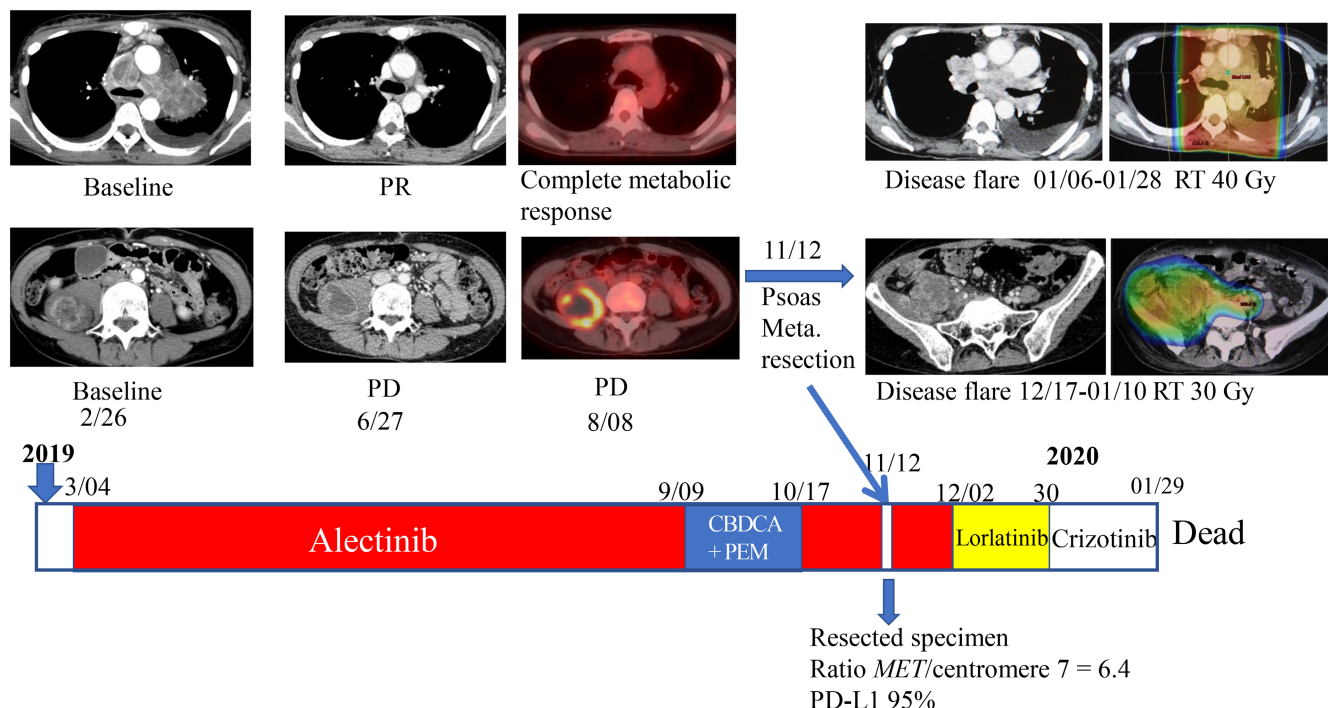 Baseline
PR
Complete metabolic
response
Disease flare 01/06-01/28 RT 40 Gy
11/12
Psoas
Meta.
resection
Baseline
2/26
PD
6/27
PD
8/08
Disease flare 12/17-01/10 RT 30 Gy
2019
3/04
9/09
10/17
11/12
12/02
30
2020
01/29
Alectinib
CBDCA
+ PEM
Lorlatinib
Crizotinib
Dead
Resected specimen
Ratio MET/centromere 7 = 6.4
PD-L1 95%